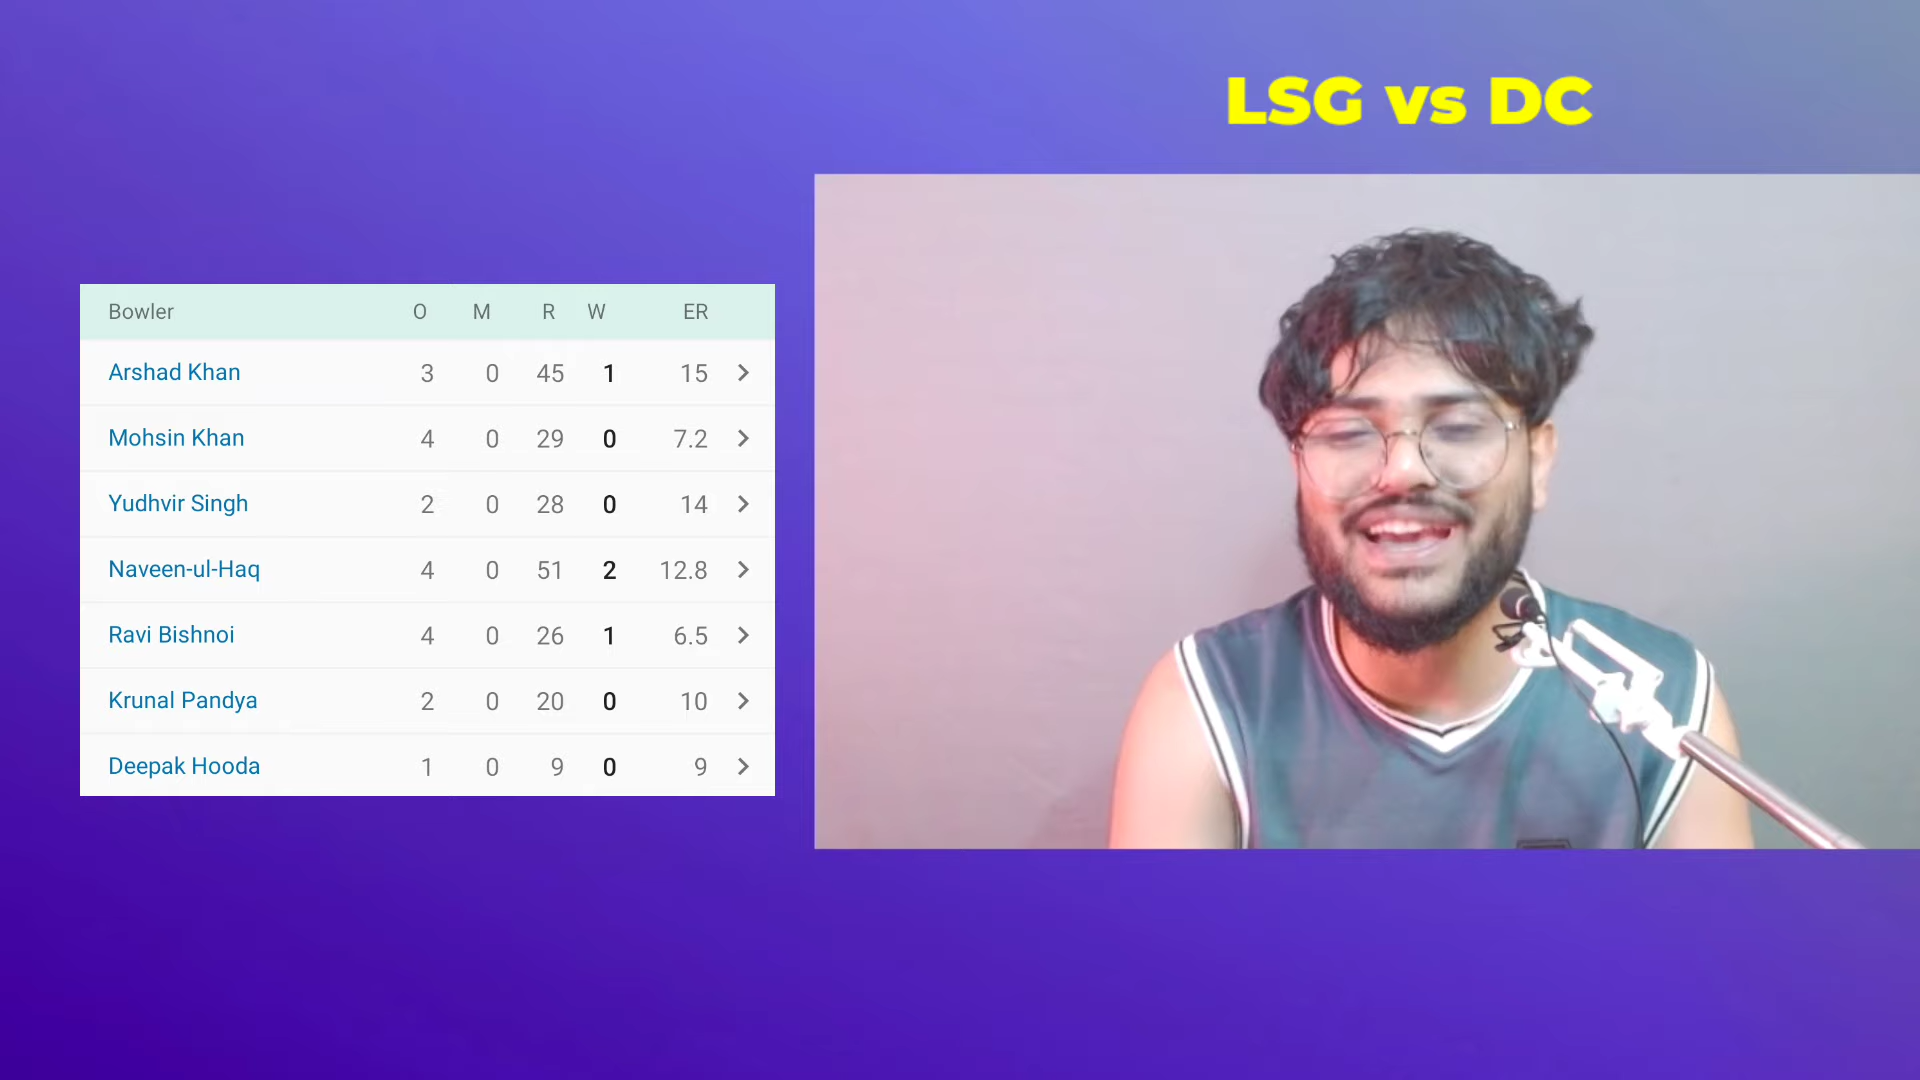 LSG vs DC
Bowler O M R W ER
Arshad Khan 3 0 45 1 15
Mohsin Khan 4 0 29 0 7.2
Yudhvir Singh 2 0 28 0 14
Naveen-ul-Haq 4 0 51 2 12.8
Ravi Bishnoi 4 0 26 1 6.5
Krunal Pandya 2 0 20 0 10
Deepak Hooda 1 0 9 0 9